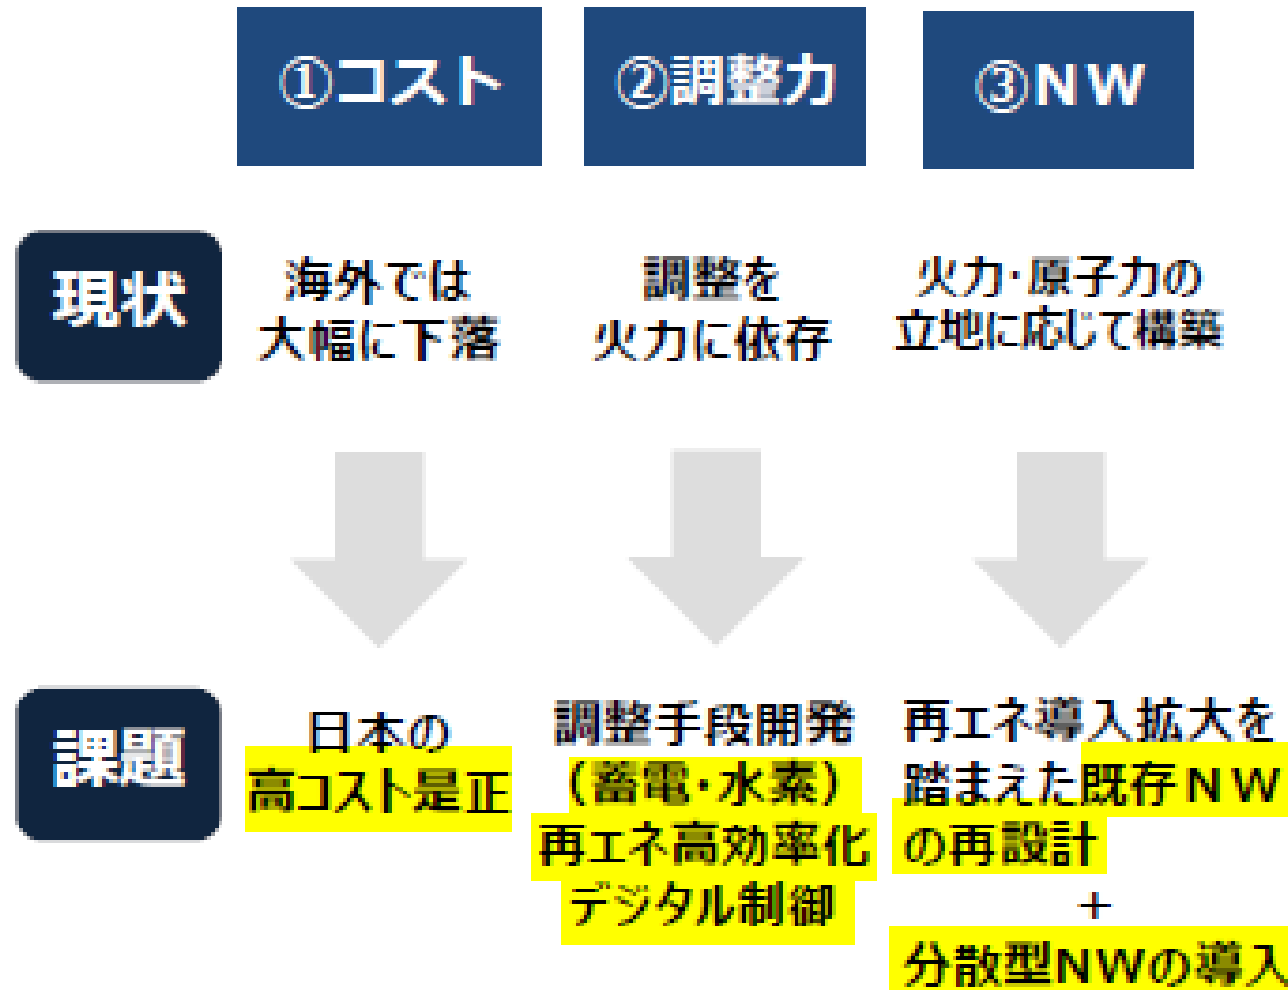 ①コスト
②調整力
③NW
現状
海外では
大幅に下落
調整を
火力に依存
火力・原子力の
立地に応じて構築
課題
日本の
高コスト是正
調整手段開発
（蓄電・水素）
再エネ高効率化
デジタル制御
再エネ導入拡大を
踏まえた既存NW
の再設計
+
分散型NWの導入